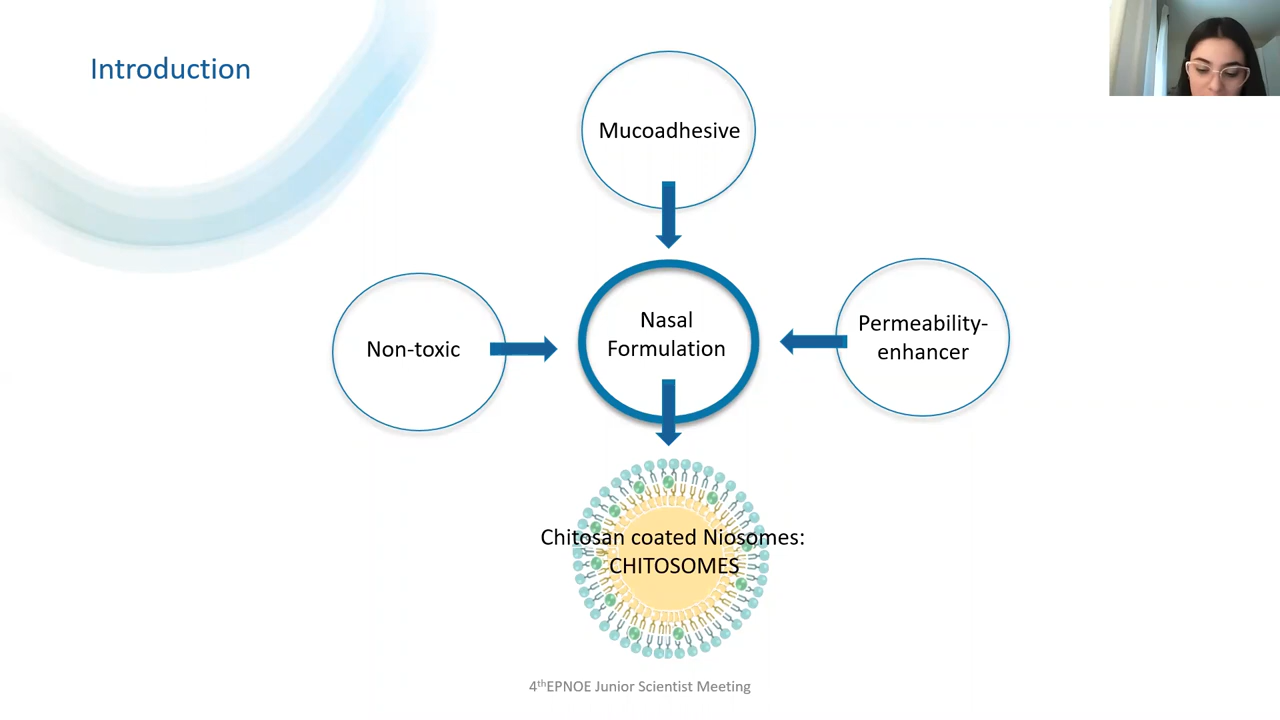 Introduction
Mucoadhesive
Non-toxic
Nasal
Formulation
Permeability-
enhancer
Chitosan coated Niosomes:
CHITOSOMES
4thEPNOE Junior Scientist Meeting